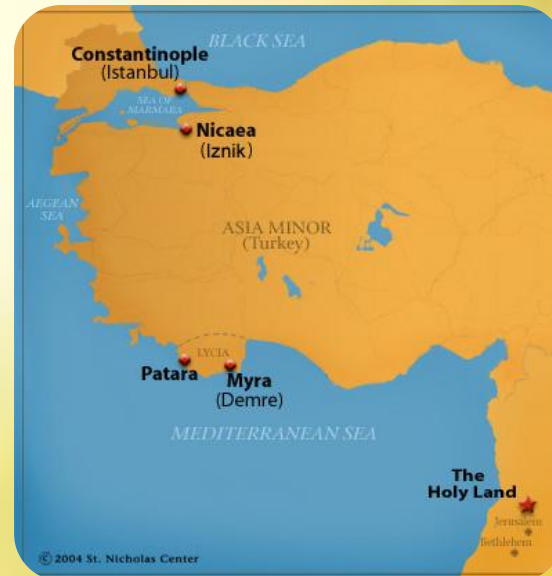 BLACK SEA
Constantinople
(Istanbul)
SEA OF
MARMARA
Nicaea
(Iznik)
AEGEAN
SEA
ASIA MINOR
(Turkey)
LYCIA
Patara
Myra
(Demre)
MEDITERRANEAN SEA
The
Holy Land
Jerusalem
Bethlehem
© 2004 St. Nicholas Center